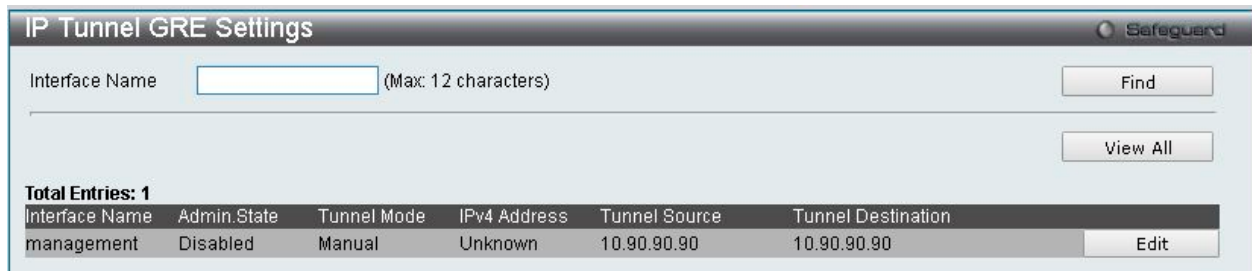 IP Tunnel GRE Settings Safeguard
Interface Name (Max: 12 characters) Find
View All
Total Entries: 1
Interface Name Admin.State Tunnel Mode IPv4 Address Tunnel Source Tunnel Destination
management Disabled Manual Unknown 10.90.90.90 10.90.90.90 Edit